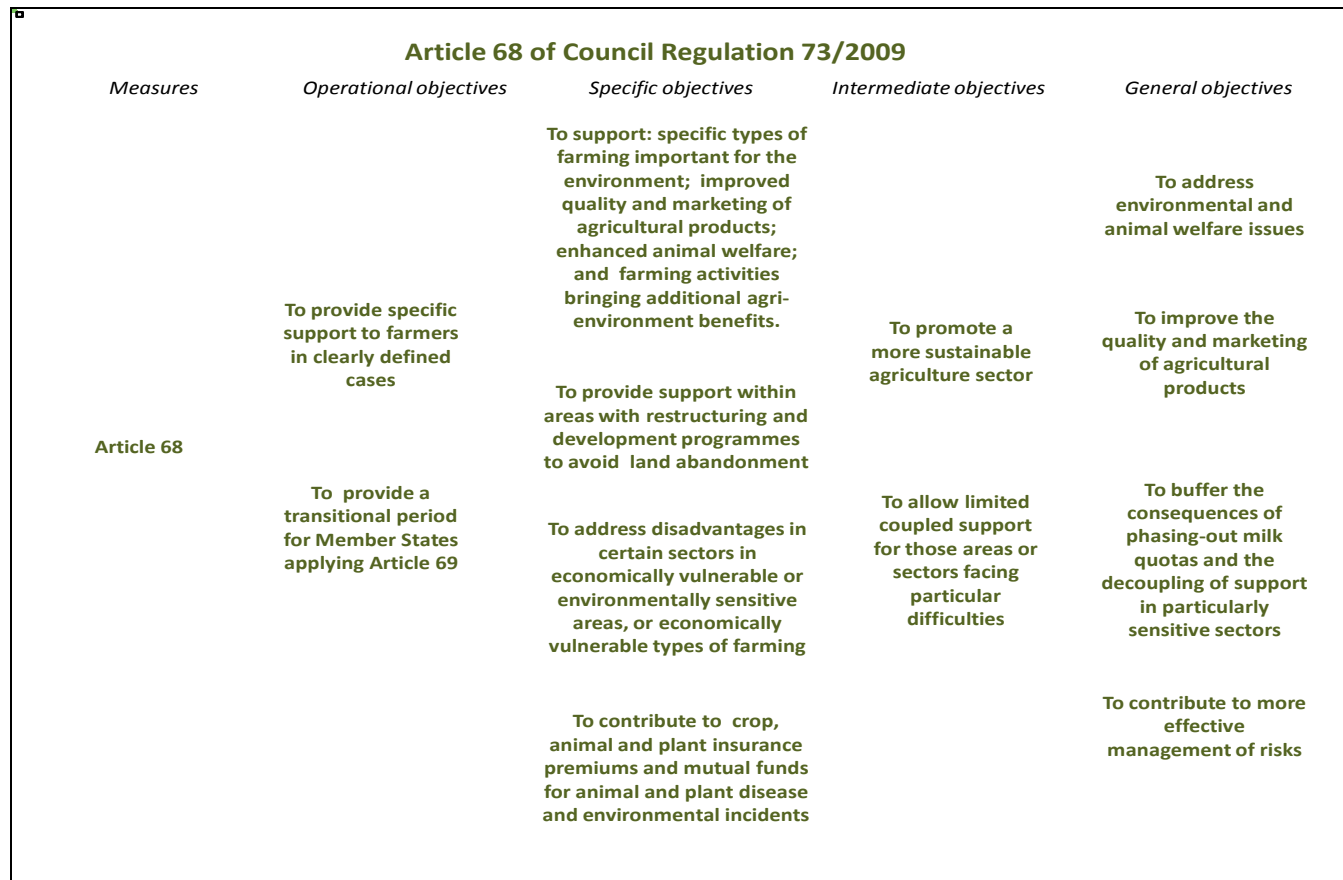 Article 68 of Council Regulation 73/2009
Measures
Operational objectives
Specific objectives
Intermediate objectives
General objectives
Article 68
To provide specific
support to farmers
in clearly defined
cases
To provide a
transitional period
for Member States
applying Article 69
To support: specific types of
farming important for the
environment; improved
quality and marketing of
agricultural products;
enhanced animal welfare;
and farming activities
bringing additional agri-
environment benefits.
To provide support within
areas with restructuring and
development programmes
to avoid land abandonment
To address disadvantages in
certain sectors in
economically vulnerable or
environmentally sensitive
areas, or economically
vulnerable types of farming
To contribute to crop,
animal and plant insurance
premiums and mutual funds
for animal and plant disease
and environmental incidents
To promote a
more sustainable
agriculture sector
To allow limited
coupled support
for those areas or
sectors facing
particular
difficulties
To address
environmental and
animal welfare issues
To improve the
quality and marketing
of agricultural
products
To buffer the
consequences of
phasing-out milk
quotas and the
decoupling of support
in particularly
sensitive sectors
To contribute to more
effective
management of risks